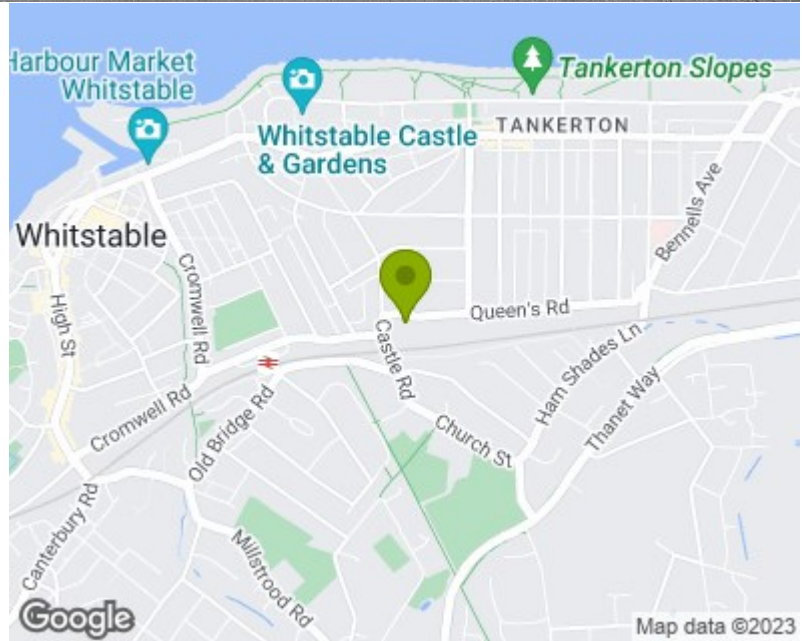 Harbour Market
Whitstable
Tankerton Slopes
Whitstable Castle
& Gardens
TANKERTON
Bennells Ave
Whitstable
Cromwell Rd
High St
Queen's Rd
Castle Rd
Ham Shades Ln
Thanet Way
Cromwell Rd
Old Bridge Rd
Church St
Canterbury Rd
Millstrood Rd
Google
Map data ©2023